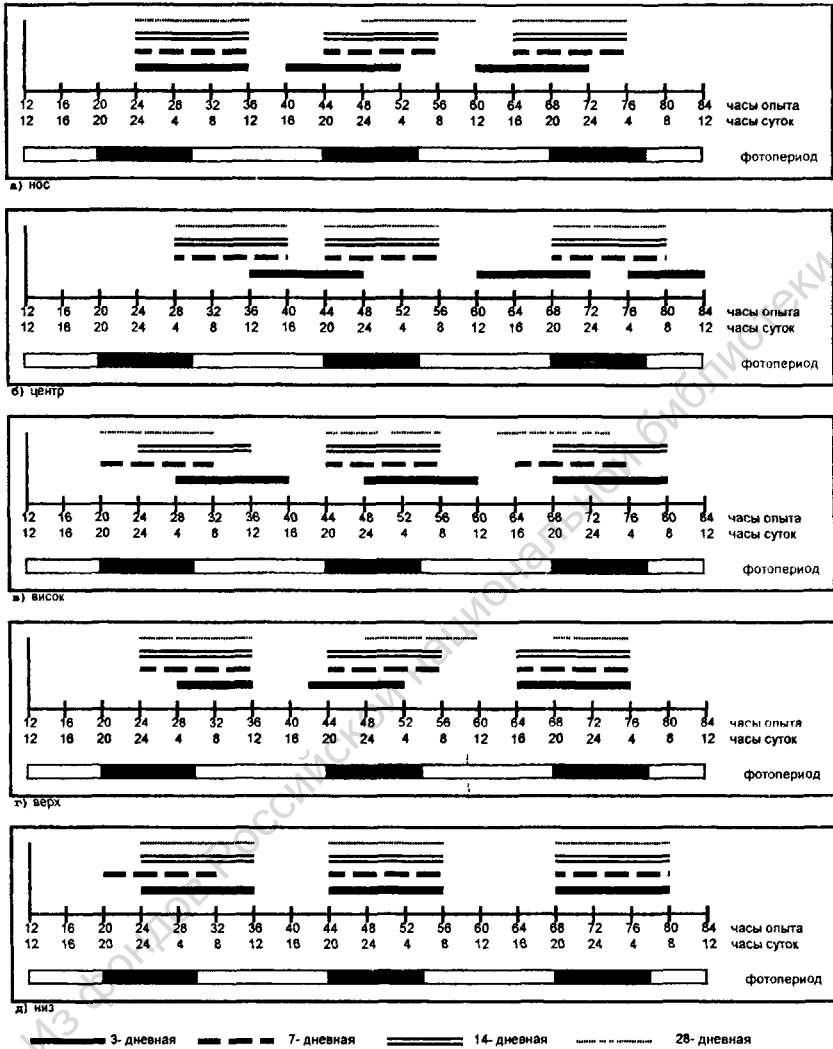 12 16 20 24 28 32 36 40 44 48 52 56 60 64 68 72 76 80 84 часы опыта
12 16 20 24 4 8 12 16 20 24 4 8 12 16 20 24 4 8 12 часы суток
фотопериод
а) нос
12 16 20 24 28 32 36 40 44 48 52 56 60 64 68 72 76 80 84 часы опыта
12 16 20 24 4 8 12 16 20 24 4 8 12 16 20 24 4 8 12 часы суток
фотопериод
б) центр
12 16 20 24 28 32 36 40 44 48 52 56 60 64 68 72 76 80 84 часы опыта
12 16 20 24 4 8 12 16 20 24 4 8 12 16 20 24 4 8 12 часы суток
фотопериод
в) висок
12 16 20 24 28 32 36 40 44 48 52 56 60 64 68 72 76 80 84 часы опыта
12 16 20 24 4 8 12 16 20 24 4 8 12 16 20 24 4 8 12 часы суток
фотопериод
г) верх
12 16 20 24 28 32 36 40 44 48 52 56 60 64 68 72 76 80 84 часы опыта
12 16 20 24 4 8 12 16 20 24 4 8 12 16 20 24 4 8 12 часы суток
фотопериод
д) низ
3- дневная 7- дневная 14- дневная 28- дневная
Из фондов Российской национальной библиотеки